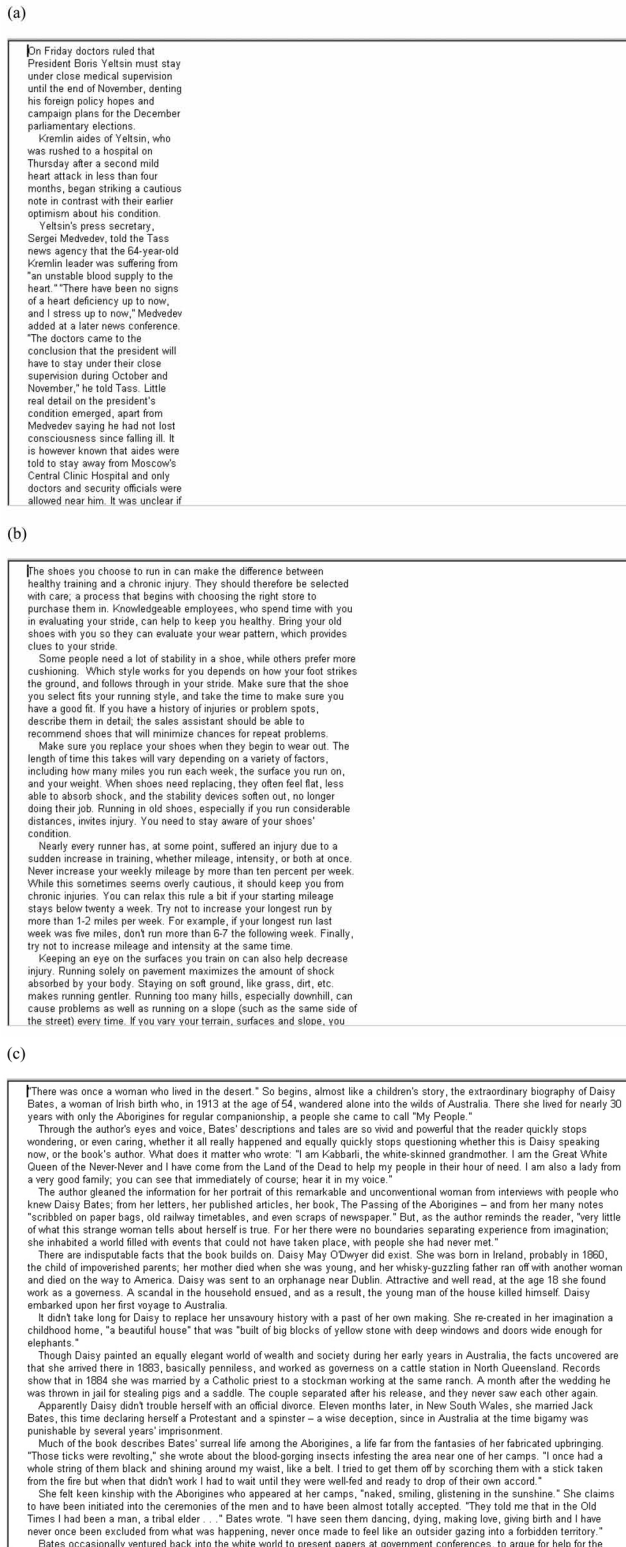 (a)
On Friday doctors ruled that
President Boris Yeltsin must stay
under close medical supervision
until the end of November, denting
his foreign policy hopes and
campaign plans for the December
parliamentary elections.
Kremlin aides of Yeltsin, who
was rushed to a hospital on
Thursday after a second mild
heart attack in less than four
months, began striking a cautious
note in contrast with their earlier
optimism about his condition.
Yeltsin's press secretary,
Sergei Medvedev, told the Tass
news agency that the 64-year-old
Kremlin leader was suffering from
"an unstable blood supply to the
heart." "There have been no signs
of a heart deficiency up to now,
and I stress up to now," Medvedev
added at a later news conference.
"The doctors came to the
conclusion that the president will
have to stay under their close
supervision during October and
November," he told Tass. Little
real detail on the president's
condition emerged, apart from
Medvedev saying he had not lost
consciousness since falling ill. It
is however known that aides were
told to stay away from Moscow's
Central Clinic Hospital and only
doctors and security officials were
allowed near him. It was unclear if
(b)
The shoes you choose to run in can make the difference between
healthy training and a chronic injury. They should therefore be selected
with care; a process that begins with choosing the right store to
purchase them in. Knowledgeable employees, who spend time with you
in evaluating your stride, can help to keep you healthy. Bring your old
shoes with you so they can evaluate your wear pattern, which provides
clues to your stride.
Some people need a lot of stability in a shoe, while others prefer more
cushioning. Which style works for you depends on how your foot strikes
the ground, and follows through in your stride. Make sure that the shoe
you select fits your running style, and take the time to make sure you
have a good fit. If you have a history of injuries or problem spots,
describe them in detail; the sales assistant should be able to
recommend shoes that will minimize chances for repeat problems.
Make sure you replace your shoes when they begin to wear out. The
length of time this takes will vary depending on a variety of factors,
including how many miles you run each week, the surface you run on,
and your weight. When shoes need replacing, they often feel flat, less
able to absorb shock, and the stability devices soften out, no longer
doing their job. Running in old shoes, especially if you run considerable
distances, invites injury. You need to stay aware of your shoes'
condition.
Nearly every runner has, at some point, suffered an injury due to a
sudden increase in training, whether mileage, intensity, or both at once.
Never increase your weekly mileage by more than ten percent per week.
While this sometimes seems overly cautious, it should keep you from
chronic injuries. You can relax this rule a bit if your starting mileage
stays below twenty a week. Try not to increase your longest run by
more than 1-2 miles per week. For example, if your longest run last
week was five miles, don't run more than 6-7 the following week. Finally,
try not to increase mileage and intensity at the same time.
Keeping an eye on the surfaces you train on can also help decrease
injury. Running solely on pavement maximizes the amount of shock
absorbed by your body. Staying on soft ground, like grass, dirt, etc.
makes running gentler. Running too many hills, especially downhill, can
cause problems as well as running on a slope (such as the same side of
the street) every time. If you vary your terrain, surfaces and slope, you
(c)
"There was once a woman who lived in the desert." So begins, almost like a children's story, the extraordinary biography of Daisy
Bates, a woman of Irish birth who, in 1913 at the age of 54, wandered alone into the wilds of Australia. There she lived for nearly 30
years with only the Aborigines for regular companionship, a people she came to call "My People."
Through the author's eyes and voice, Bates' descriptions and tales are so vivid and powerful that the reader quickly stops
wondering, or even caring, whether it all really happened and equally quickly stops questioning whether this is Daisy speaking
now, or the book's author. What does it matter who wrote: "I am Kabbarli, the white-skinned grandmother. I am the Great White
Queen of the Never-Never and I have come from the Land of the Dead to help my people in their hour of need. I am also a lady from
a very good family; you can see that immediately of course; hear it in my voice."
The author gleaned the information for her portrait of this remarkable and unconventional woman from interviews with people who
knew Daisy Bates; from her letters, her published articles, her book, The Passing of the Aborigines – and from her many notes
"scribbled on paper bags, old railway timetables, and even scraps of newspaper." But, as the author reminds the reader, "very little
of what this strange woman tells about herself is true. For her there were no boundaries separating experience from imagination;
she inhabited a world filled with events that could not have taken place, with people she had never met."
There are indisputable facts that the book builds on. Daisy May O'Dwyer did exist. She was born in Ireland, probably in 1860,
the child of impoverished parents; her mother died when she was young, and her whisky-guzzling father ran off with another woman
and died on the way to America. Daisy was sent to an orphanage near Dublin. Attractive and well read, at the age 18 she found
work as a governess. A scandal in the household ensued, and as a result, the young man of the house killed himself. Daisy
embarked upon her first voyage to Australia.
It didn't take long for Daisy to replace her unsavoury history with a past of her own making. She re-created in her imagination a
childhood home, "a beautiful house" that was "built of big blocks of yellow stone with deep windows and doors wide enough for
elephants."
Though Daisy painted an equally elegant world of wealth and society during her early years in Australia, the facts uncovered are
that she arrived there in 1883, basically penniless, and worked as governess on a cattle station in North Queensland. Records
show that in 1884 she was married by a Catholic priest to a stockman working at the same ranch. A month after the wedding he
was thrown in jail for stealing pigs and a saddle. The couple separated after his release, and they never saw each other again.
Apparently Daisy didn't trouble herself with an official divorce. Eleven months later, in New South Wales, she married Jack
Bates, this time declaring herself a Protestant and a spinster – a wise deception, since in Australia at the time bigamy was
punishable by several years' imprisonment.
Much of the book describes Bates' surreal life among the Aborigines, a life far from the fantasies of her fabricated upbringing.
"Those ticks were revolting," she wrote about the blood-gorging insects infesting the area near one of her camps. "I once had a
whole string of them black and shining around my waist, like a belt. I tried to get them off by scorching them with a stick taken
from the fire but when that didn't work I had to wait until they were well-fed and ready to drop of their own accord."
She felt keen kinship with the Aborigines who appeared at her camps, "naked, smiling, glistening in the sunshine." She claims
to have been initiated into the ceremonies of the men and to have been almost totally accepted. "They told me that in the Old
Times I had been a man, a tribal elder . . ." Bates wrote. "I have seen them dancing, dying, making love, giving birth and I have
never once been excluded from what was happening, never once made to feel like an outsider gazing into a forbidden territory."
Bates occasionally ventured back into the white world to present papers at government conferences, to argue for help for the